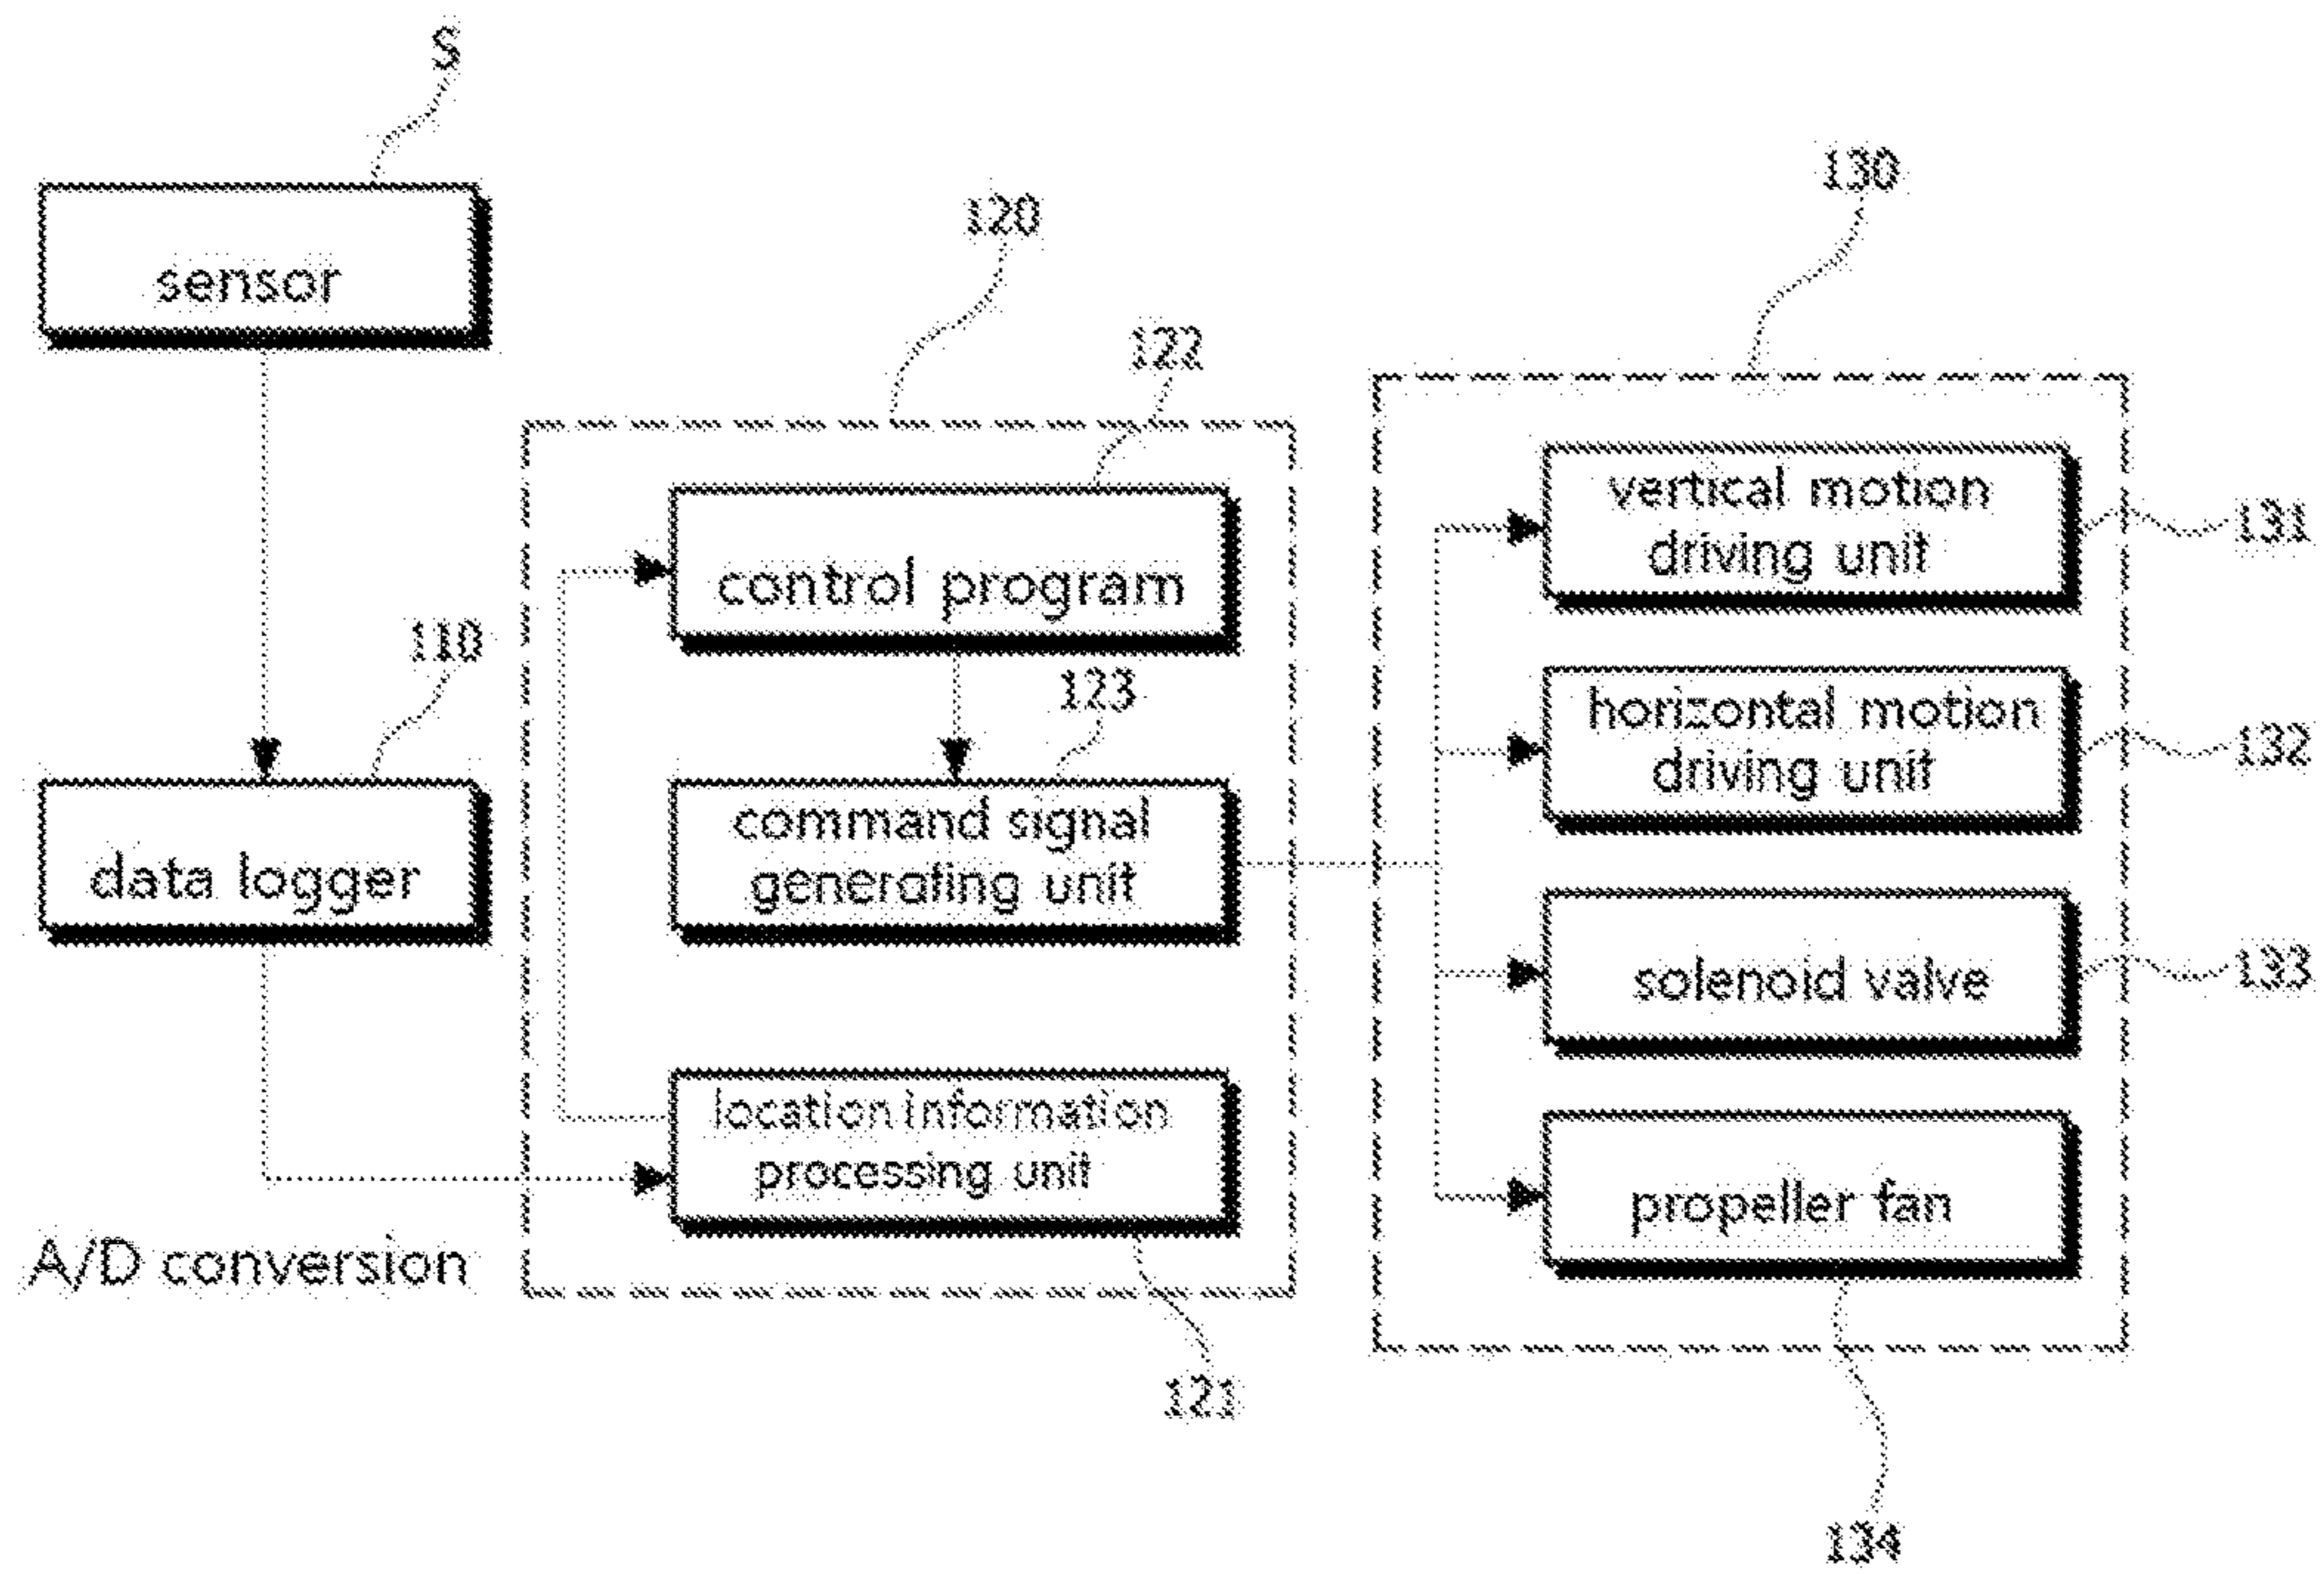 S
130
120
sensor
122
vertical motion
driving unit
131
control program
110
123
horizontal motion
driving unit
132
command signal
generating unit
data logger
solenoid valve
133
location information
processing unit
propeller fan
A/D conversion
121
134